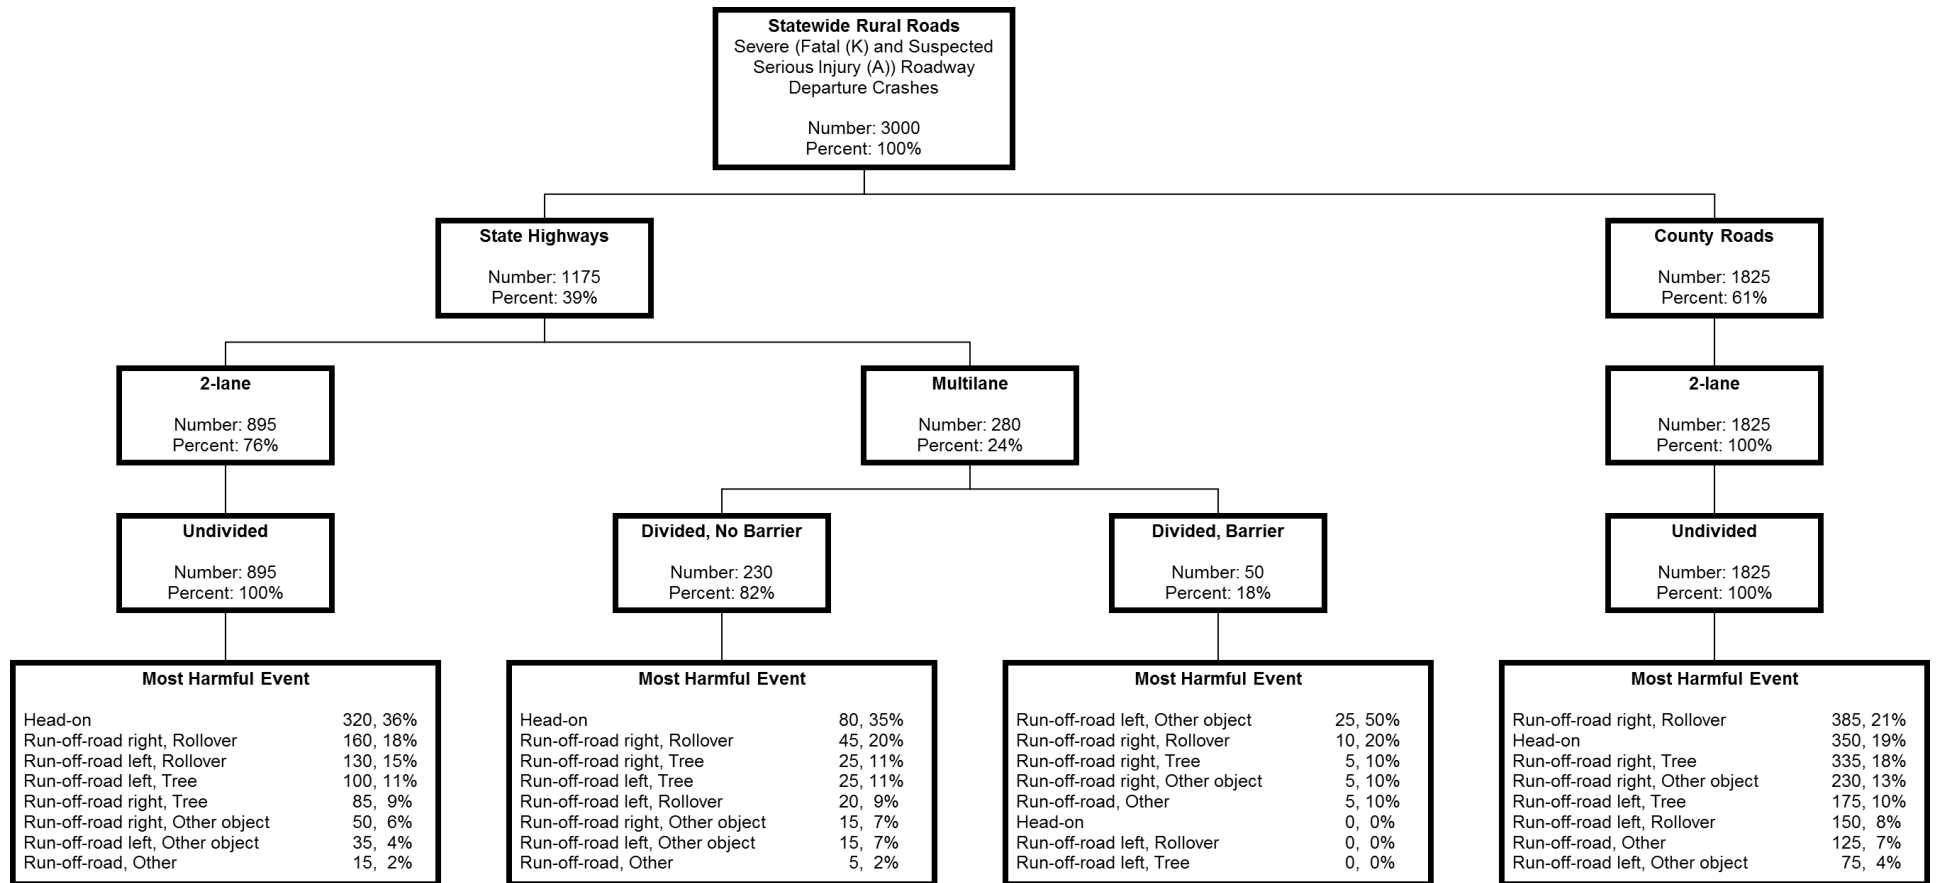 Statewide Rural Roads
Severe (Fatal (K) and Suspected
Serious Injury (A)) Roadway
Departure Crashes
Number: 3000
Percent: 100%
State Highways
Number: 1175
Percent: 39%
County Roads
Number: 1825
Percent: 61%
2-lane
Number: 895
Percent: 76%
Multilane
Number: 280
Percent: 24%
2-lane
Number: 1825
Percent: 100%
Undivided
Number: 895
Percent: 100%
Divided, No Barrier
Number: 230
Percent: 82%
Divided, Barrier
Number: 50
Percent: 18%
Undivided
Number: 1825
Percent: 100%
Most Harmful Event
Head-on 320, 36%
Run-off-road right, Rollover 160, 18%
Run-off-road left, Rollover 130, 15%
Run-off-road left, Tree 100, 11%
Run-off-road right, Tree 85, 9%
Run-off-road right, Other object 50, 6%
Run-off-road left, Other object 35, 4%
Run-off-road, Other 15, 2%
Most Harmful Event
Head-on 80, 35%
Run-off-road right, Rollover 45, 20%
Run-off-road right, Tree 25, 11%
Run-off-road left, Tree 25, 11%
Run-off-road left, Rollover 20, 9%
Run-off-road right, Other object 15, 7%
Run-off-road left, Other object 15, 7%
Run-off-road, Other 5, 2%
Most Harmful Event
Run-off-road left, Other object 25, 50%
Run-off-road right, Rollover 10, 20%
Run-off-road right, Tree 5, 10%
Run-off-road right, Other object 5, 10%
Run-off-road, Other 5, 10%
Head-on 0, 0%
Run-off-road left, Rollover 0, 0%
Run-off-road left, Tree 0, 0%
Most Harmful Event
Run-off-road right, Rollover 385, 21%
Head-on 350, 19%
Run-off-road right, Tree 335, 18%
Run-off-road right, Other object 230, 13%
Run-off-road left, Tree 175, 10%
Run-off-road left, Rollover 150, 8%
Run-off-road, Other 125, 7%
Run-off-road left, Other object 75, 4%